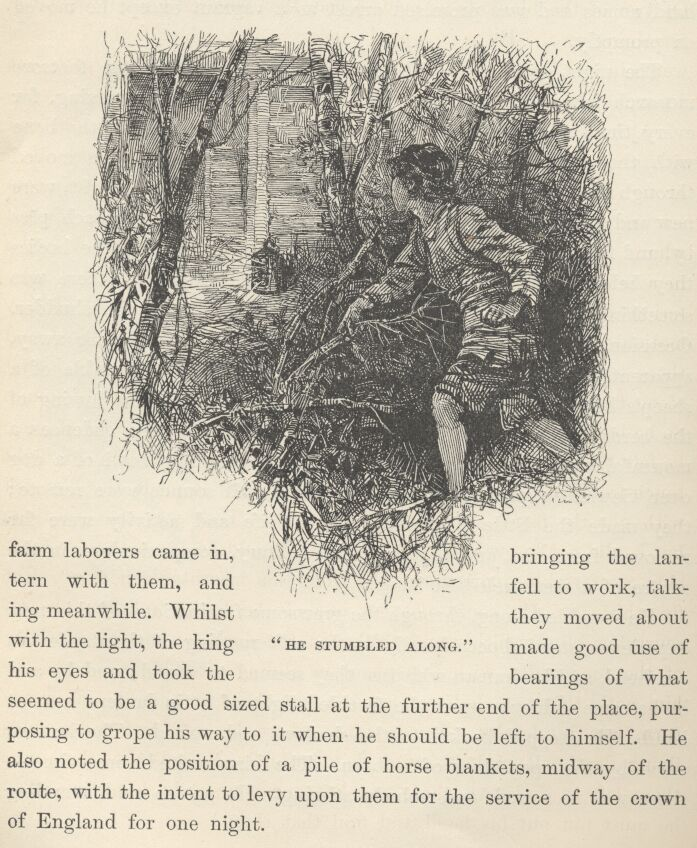 farm laborers came in, bringing the lan-
tern with them, and fell to work, talk-
ing meanwhile. Whilst they moved about
with the light, the king made good use of
his eyes and took the bearings of what
"HE STUMBLED ALONG."
seemed to be a good sized stall at the further end of the place, pur-
posing to grope his way to it when he should be left to himself. He
also noted the position of a pile of horse blankets, midway of the
route, with the intent to levy upon them for the service of the crown
of England for one night.